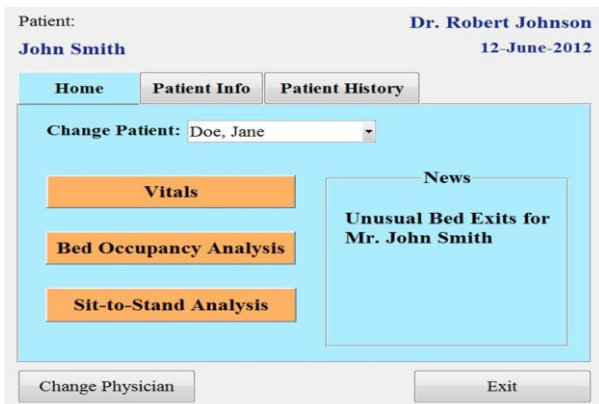 Patient:
Dr. Robert Johnson
John Smith
12-June-2012
Home
Patient Info
Patient History
Change Patient: Doe, Jane
Vitals
Bed Occupancy Analysis
Sit-to-Stand Analysis
News
Unusual Bed Exits for
Mr. John Smith
Change Physician
Exit